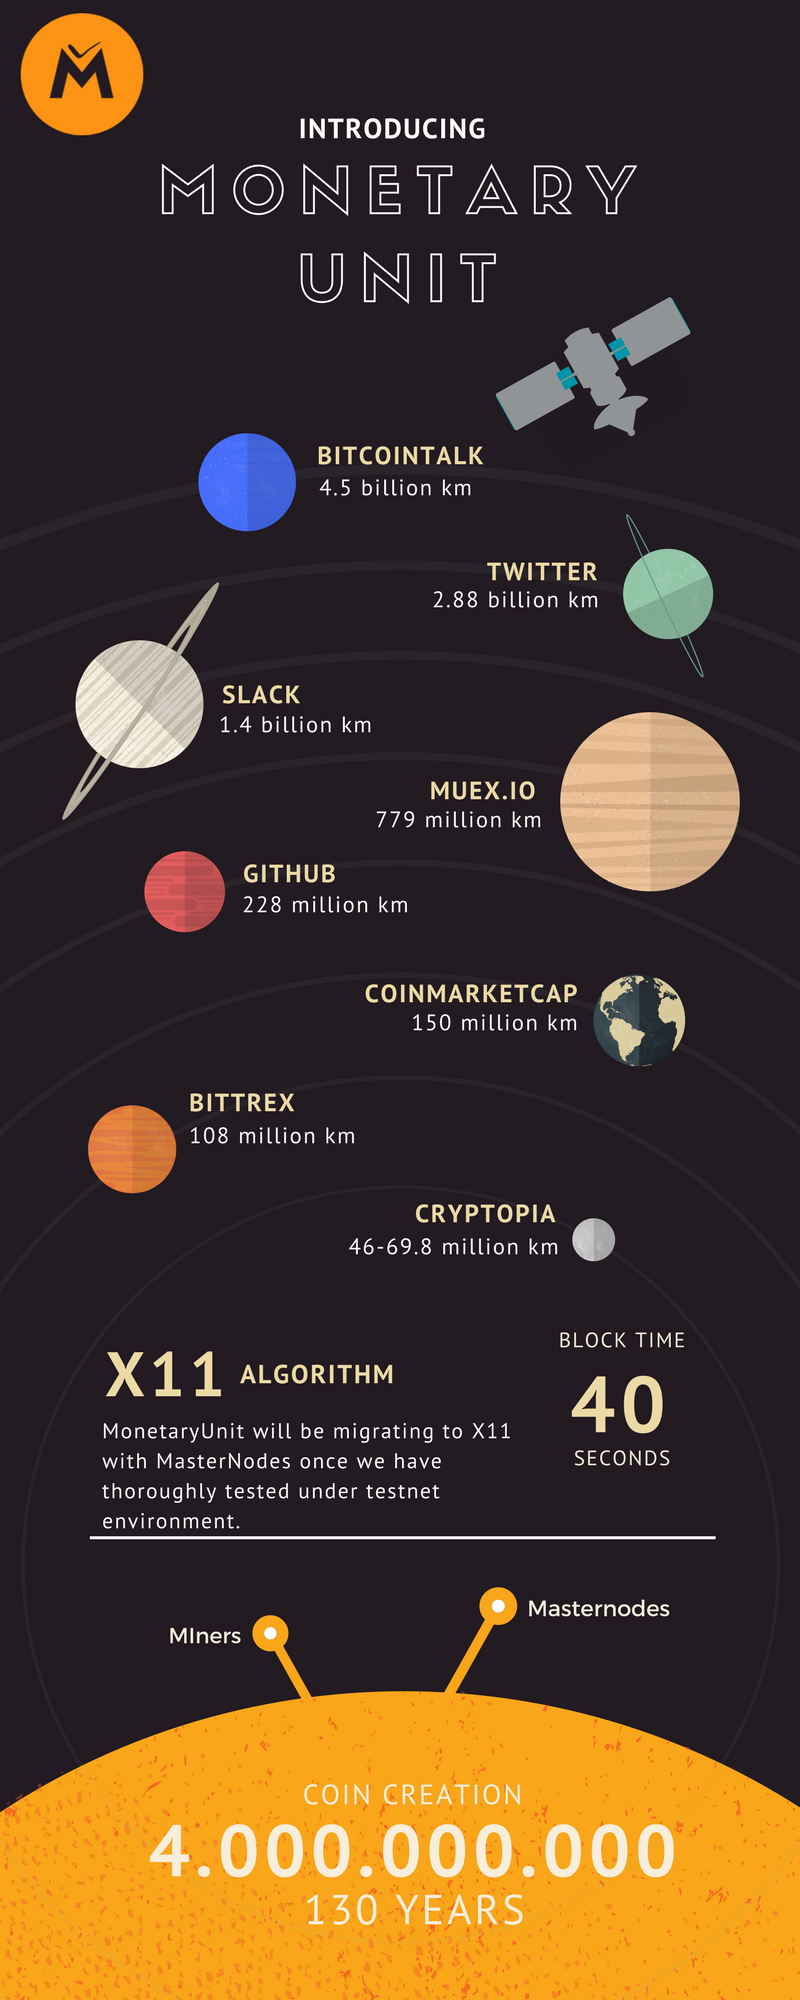 INTRODUCING
MONETARY
UNIT
BITCOINTALK
4.5 billion km
TWITTER
2.88 billion km
SLACK
1.4 billion km
MUEX.IO
779 million km
GITHUB
228 million km
COINMARKETCAP
150 million km
BITTREX
108 million km
CRYPTOPIA
46-69.8 million km
X11 ALGORITHM
MonetaryUnit will be migrating to X11
with MasterNodes once we have
thoroughly tested under testnet
environment.
BLOCK TIME
40
SECONDS
MIners
Masternodes
COIN CREATION
4.000.000.000
130 YEARS